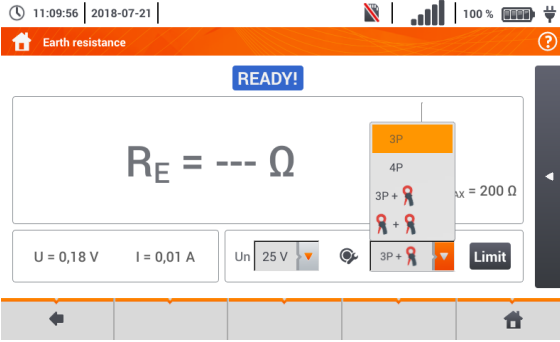 11:09:56 2018-07-21 100 %
Earth resistance
READY!
RE = --- Ω
3P
4P
3P +
+
= 200 Ω
U = 0,18 V I = 0,01 A Un 25 V 3P + Limit